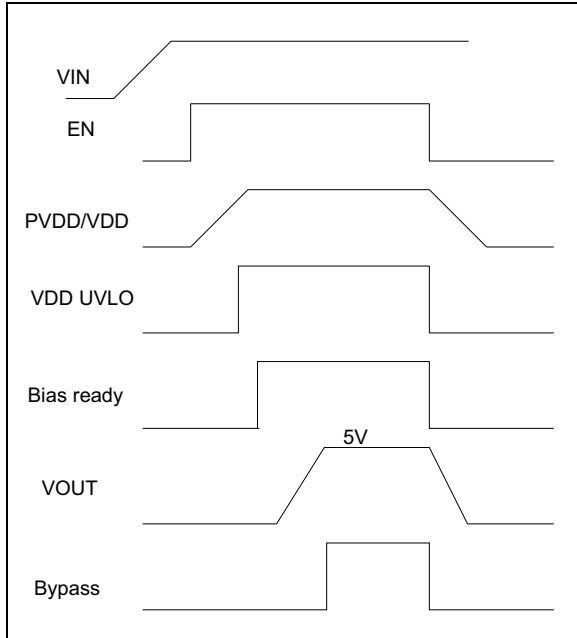 VIN
EN
PVDD/VDD
VDD UVLO
Bias ready
5V
VOUT
Bypass